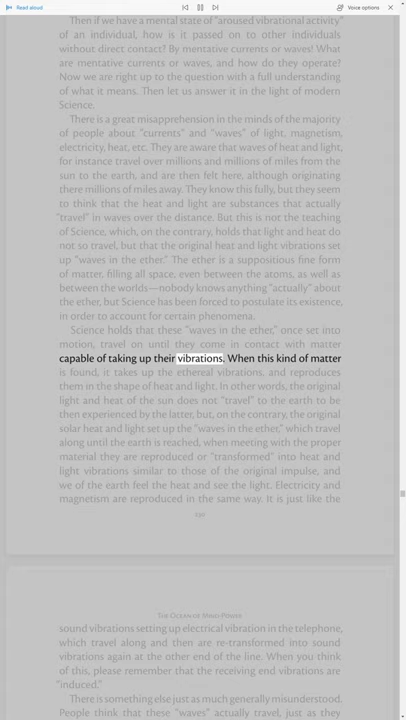 Read aloud
Voice options
Then if we have a mental state of "aroused vibrational activity"
of an individual, how is it passed on to other individuals
without direct contact? By mentative currents or waves! What
are mentative currents or waves, and how do they operate?
Now we are right up to the question with a full understanding
of what it means. Then let us answer it in the light of modern
Science.
There is a great misapprehension in the minds of the majority
of people about "currents" and "waves" of light, magnetism,
electricity, heat, etc. They are aware that waves of heat and light,
for instance travel over millions and millions of miles from the
sun to the earth, and are then felt here, although originating
there millions of miles away. They know this fully, but they seem
to think that the heat and light are substances that actually
"travel" in waves over the distance. But this is not the teaching
of Science, which, on the contrary, holds that light and heat do
not so travel, but that the original heat and light vibrations set
up "waves in the ether." The ether is a suppositious fine form
of matter, filling all space, even between the atoms, as well as
between the worlds—nobody knows anything "actually" about
the ether, but Science has been forced to postulate its existence,
in order to account for certain phenomena.
Science holds that these "waves in the ether," once set into
motion, travel on until they come in contact with matter
capable of taking up their vibrations. When this kind of matter
is found, it takes up the ethereal vibrations, and reproduces
them in the shape of heat and light. In other words, the original
light and heat of the sun does not "travel" to the earth to be
then experienced by the latter, but, on the contrary, the original
solar heat and light set up the "waves in the ether," which travel
along until the earth is reached, when meeting with the proper
material they are reproduced or "transformed" into heat and
light vibrations similar to those of the original impulse, and
we of the earth feel the heat and see the light. Electricity and
magnetism are reproduced in the same way. It is just like the
The Ocean of Mind-Power
sound vibrations setting up electrical vibration in the telephone,
which travel along and then are re-transformed into sound
vibrations again at the other end of the line. When you think
of this, please remember that the receiving end vibrations are
"induced."
There is something else just as much generally misunderstood.
People think that these "waves" actually travel, just as they